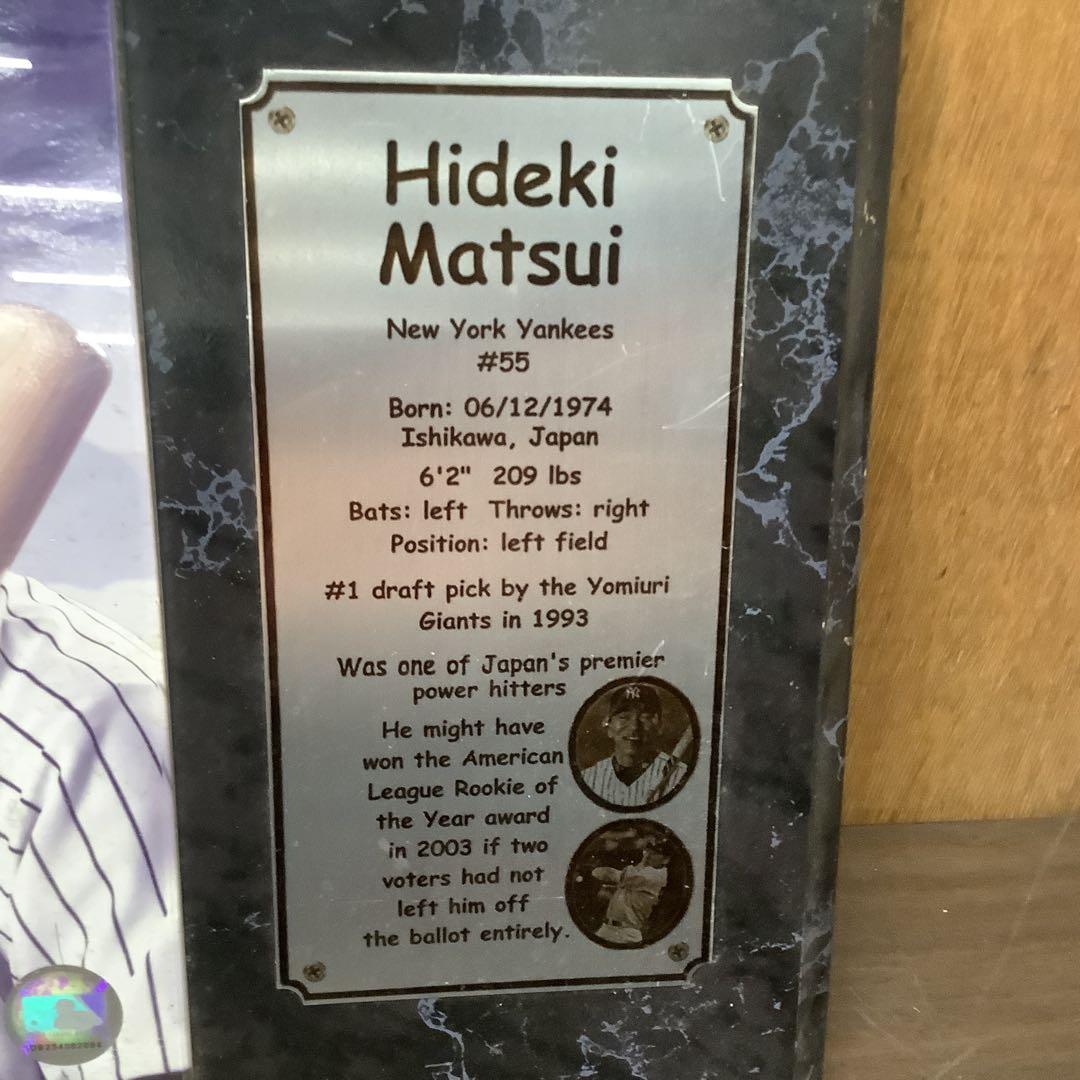 Hideki
Matsui
New York Yankees
#55
Born: 06/12/1974
Ishikawa, Japan
6'2" 209 lbs
Bats: left Throws: right
Position: left field
#1 draft pick by the Yomiuri
Giants in 1993
Was one of Japan's premier
power hitters
He might have
won the American
League Rookie of
the Year award
in 2003 if two
voters had not
left him off
the ballot entirely.